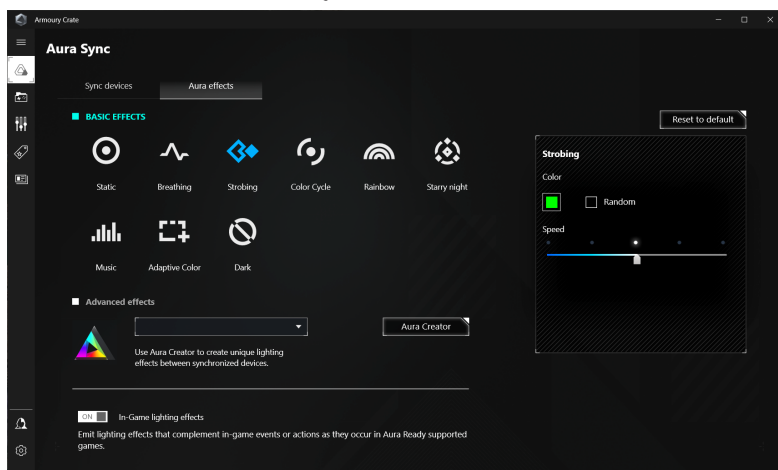 Armoury Crate
Aura Sync
Sync devices
Aura effects
BASIC EFFECTS
Reset to default
Static
Breathing
Strobing
Color Cycle
Rainbow
Starry night
Music
Adaptive Color
Dark
Strobing
Color
Random
Speed
Advanced effects
Aura Creator
Use Aura Creator to create unique lighting
effects between synchronized devices.
ON
In-Game lighting effects
Emit lighting effects that complement in-game events or actions as they occur in Aura Ready supported
games.